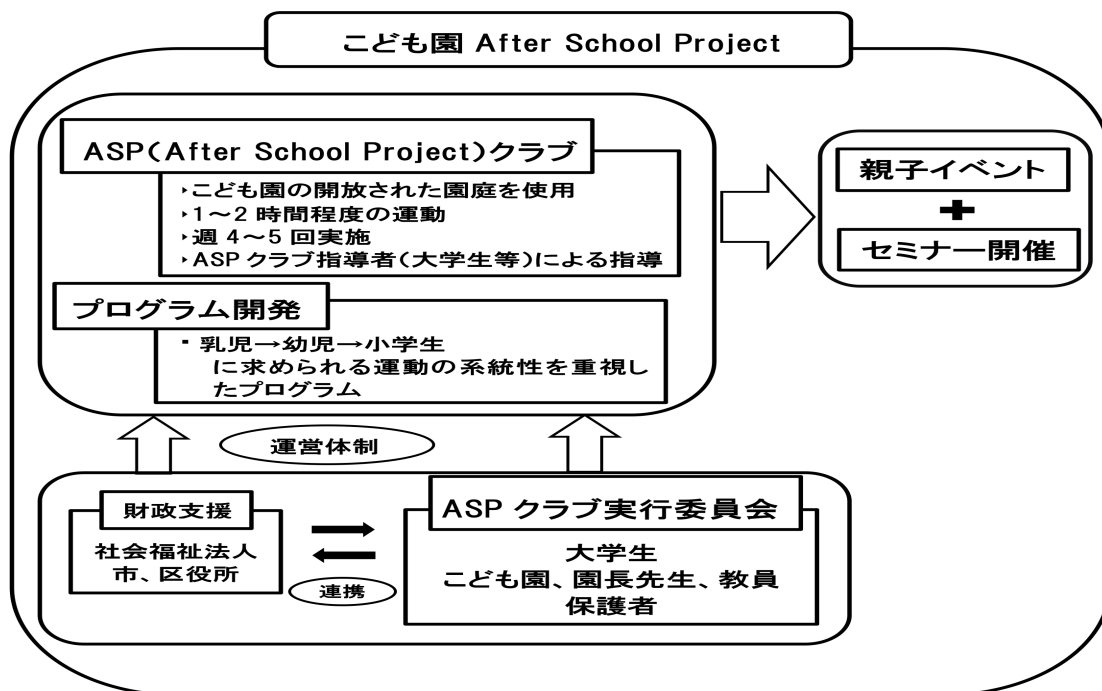 こども園 After School Project
ASP(After School Project)クラブ
‣こども園の開放された園庭を使用
‣1～2 時間程度の運動
‣週 4～5 回実施
‣ASP クラブ指導者(大学生等)による指導
プログラム開発
・乳児→幼児→小学生
に求められる運動の系統性を重視し
たプログラム
親子イベント
+
セミナー開催
運営体制
財政支援
社会福祉法人
市、区役所
連携
ASP クラブ実行委員会
大学生
こども園、園長先生、教員
保護者